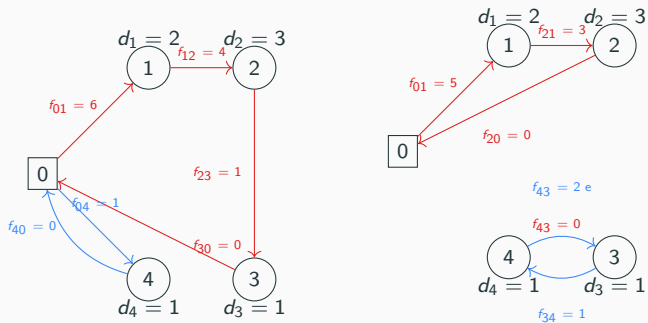 d₁ = 2
d₂ = 3
f₁₂ = 4
1
2
f₀₁ = 6
f₂₃ = 1
0
f₀₄ = 1
f₄₀ = 0
f₃₀ = 0
4
3
d₄ = 1
d₃ = 1
d₁ = 2
d₂ = 3
f₂₁ = 3
1
2
f₀₁ = 5
f₂₀ = 0
0
f₄₃ = 2 e
f₄₃ = 0
4
3
d₄ = 1
d₃ = 1
f₃₄ = 1